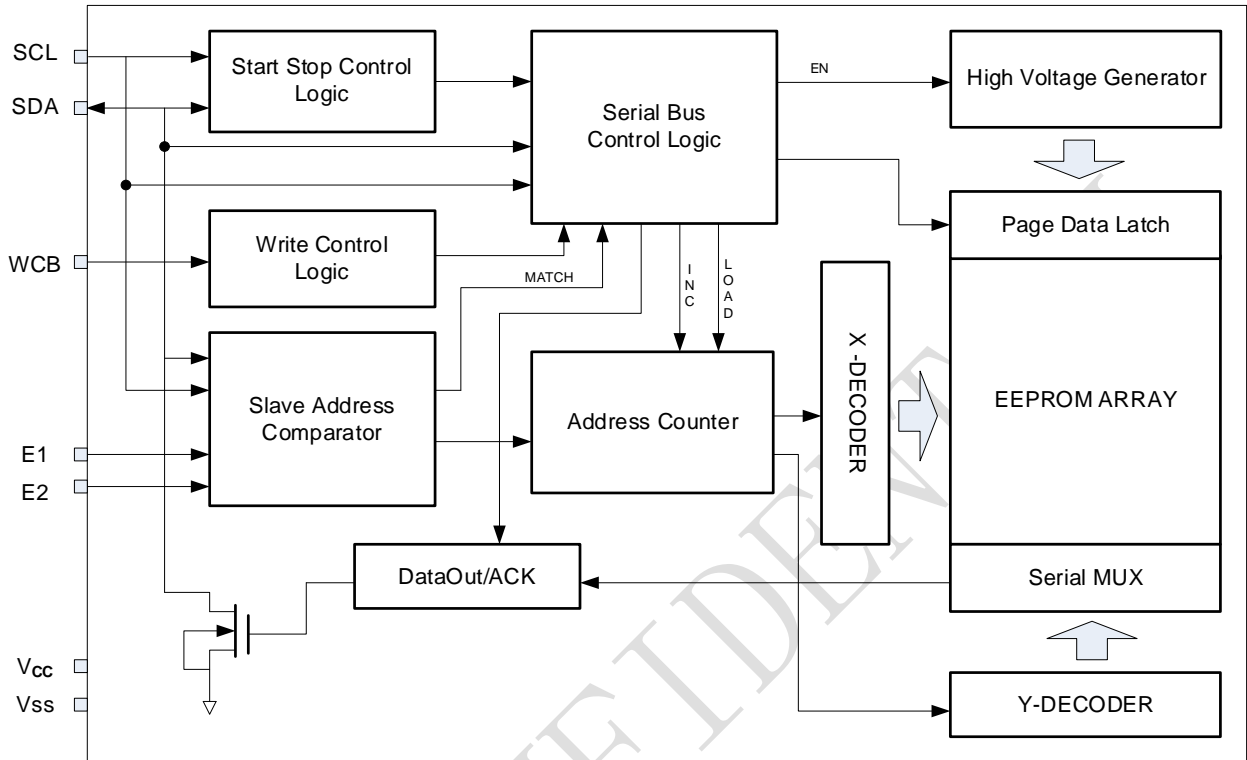 SCL
SDA
WCB
E1
E2
Vcc
Vss
Start Stop Control
Logic
Write Control
Logic
Slave Address
Comparator
MATCH
Serial Bus
Control Logic
INC
LOAD
Address Counter
DataOut/ACK
EN
High Voltage Generator
Page Data Latch
X -DECODER
EEPROM ARRAY
Serial MUX
Y-DECODER